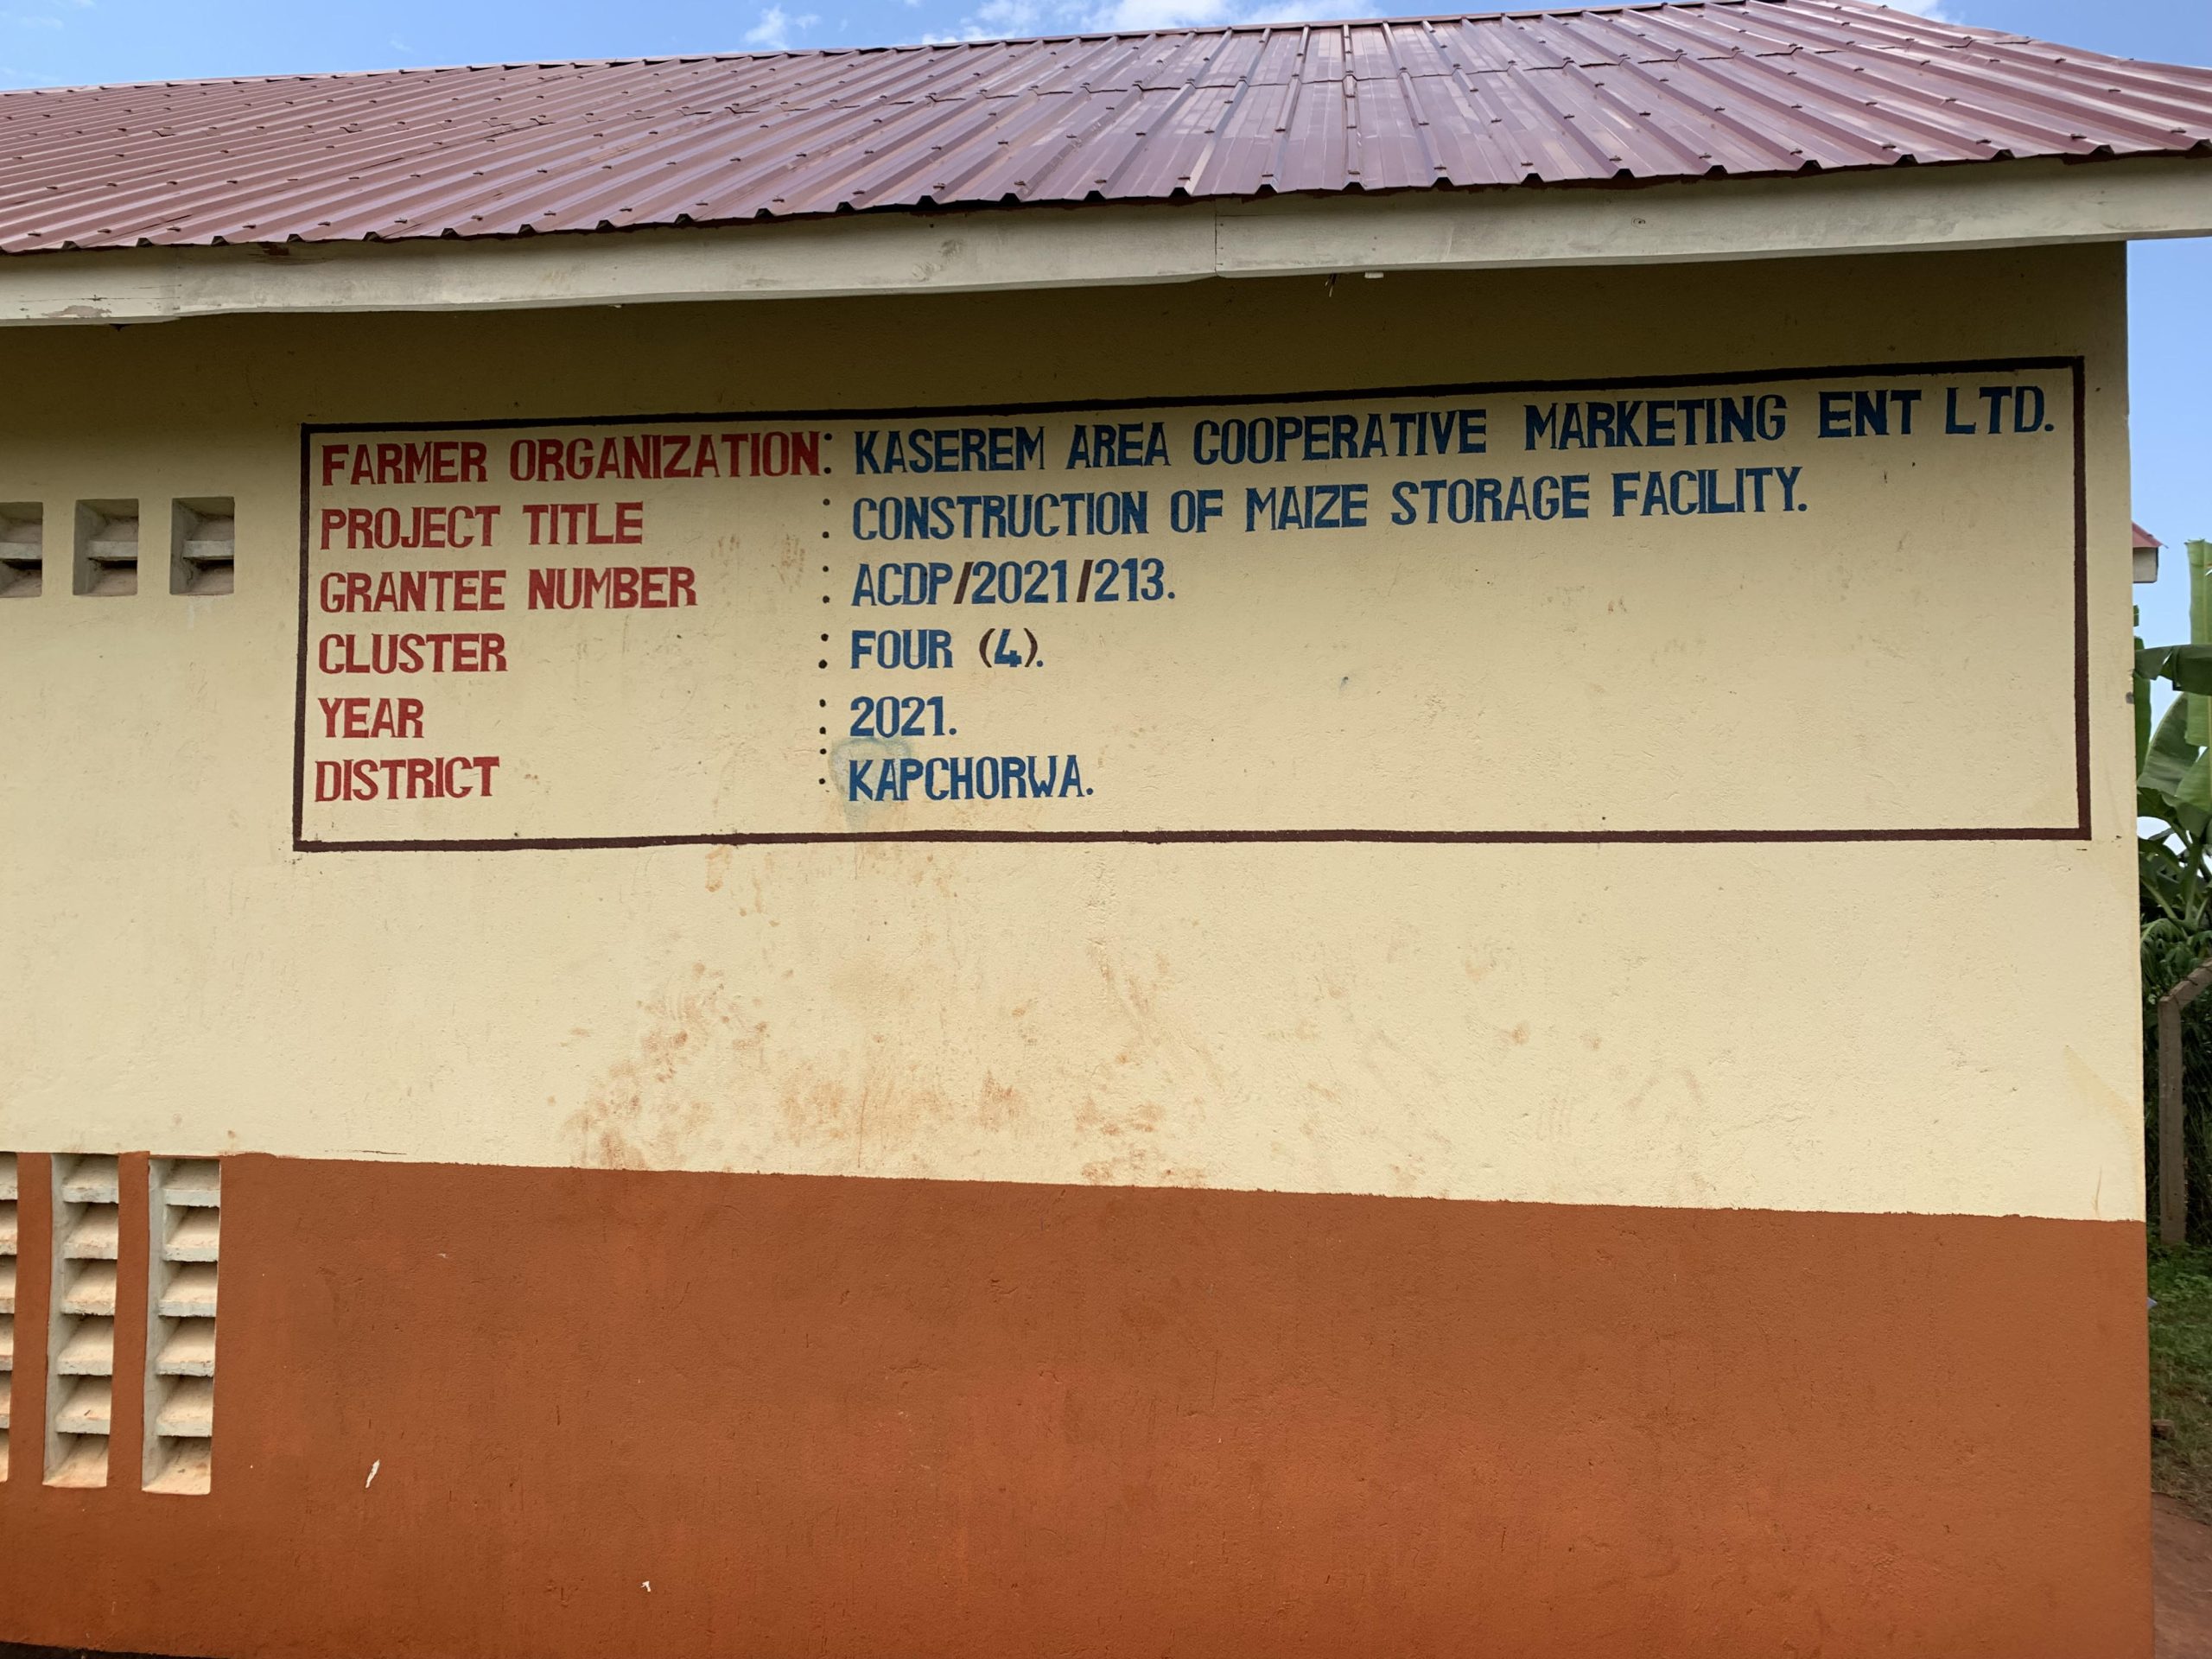 FARMER ORGANIZATION: KASEREM AREA COOPERATIVE MARKETING ENT LTD.
PROJECT TITLE : CONSTRUCTION OF MAIZE STORAGE FACILITY.
GRANTEE NUMBER : ACDP/2021/213.
CLUSTER : FOUR (4).
YEAR : 2021.
DISTRICT : KAPCHORWA.